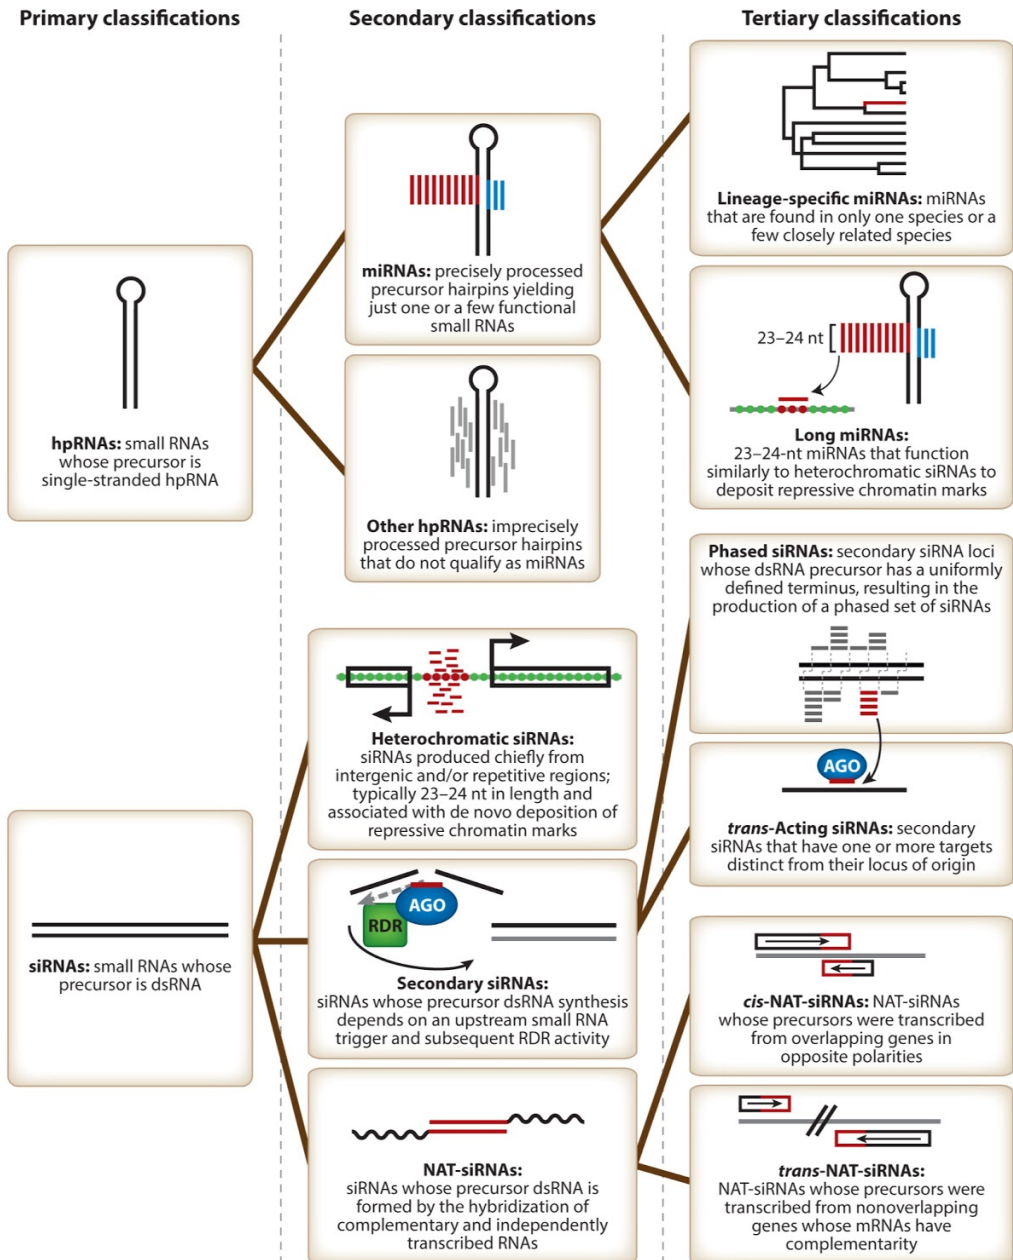 Primary classifications
Secondary classifications
Tertiary classifications
hpRNAs: small RNAs
whose precursor is
single-stranded hpRNA
siRNAs: small RNAs whose
precursor is dsRNA
miRNAs: precisely processed
precursor hairpins yielding
just one or a few functional
small RNAs
Other hpRNAs: imprecisely
processed precursor hairpins
that do not qualify as miRNAs
Heterochromatic siRNAs:
siRNAs produced chiefly from
intergenic and/or repetitive regions;
typically 23–24 nt in length and
associated with de novo deposition of
repressive chromatin marks
AGO
RDR
Secondary siRNAs:
siRNAs whose precursor dsRNA synthesis
depends on an upstream small RNA
trigger and subsequent RDR activity
NAT-siRNAs:
siRNAs whose precursor dsRNA is
formed by the hybridization of
complementary and independently
transcribed RNAs
Lineage-specific miRNAs: miRNAs
that are found in only one species or a
few closely related species
23–24 nt
Long miRNAs:
23–24-nt miRNAs that function
similarly to heterochromatic siRNAs to
deposit repressive chromatin marks
Phased siRNAs: secondary siRNA loci
whose dsRNA precursor has a uniformly
defined terminus, resulting in the
production of a phased set of siRNAs
AGO
trans-Acting siRNAs: secondary
siRNAs that have one or more targets
distinct from their locus of origin
cis-NAT-siRNAs: NAT-siRNAs
whose precursors were transcribed
from overlapping genes in
opposite polarities
trans-NAT-siRNAs:
NAT-siRNAs whose precursors were
transcribed from nonoverlapping
genes whose mRNAs have
complementarity